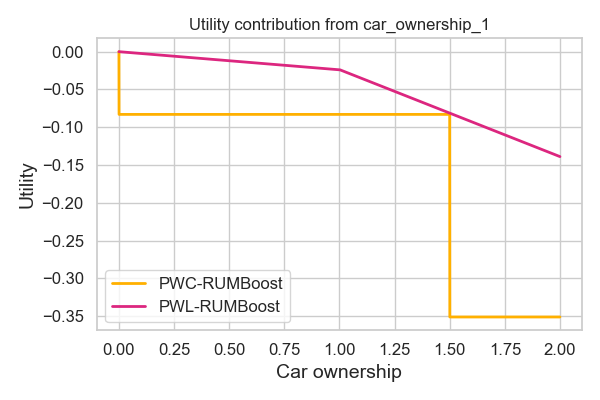 Utility contribution from car_ownership_1
Utility
0.00
−0.05
−0.10
−0.15
−0.20
−0.25
−0.30
−0.35
PWC-RUMBoost
PWL-RUMBoost
0.00 0.25 0.50 0.75 1.00 1.25 1.50 1.75 2.00
Car ownership